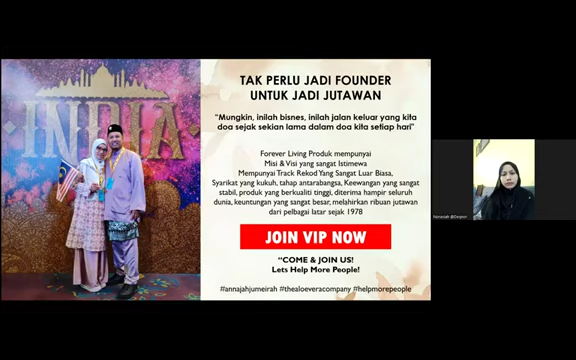 INDIA
TAK PERLU JADI FOUNDER
UNTUK JADI JUTAWAN
"Mungkin, inilah bisnes, inilah jalan keluar yang kita
doa sejak sekian lama dalam doa kita setiap hari"
Forever Living Produk mempunyai
Misi & Visi yang sangat Istimewa
Mempunyai Track Rekod Yang Sangat Luar Biasa,
Syarikat yang kukuh, tahap antarabangsa, Keewangan yang sangat
stabil, produk yang berkualiti tinggi, diterima hampir seluruh
dunia, keuntungan yang sangat besar, melahirkan ribuan jutawan
dari pelbagai latar sejak 1978
JOIN VIP NOW
"COME & JOIN US!
Lets Help More People!
#annajahjumeirah #thealoeveracompany #helpmorepeople